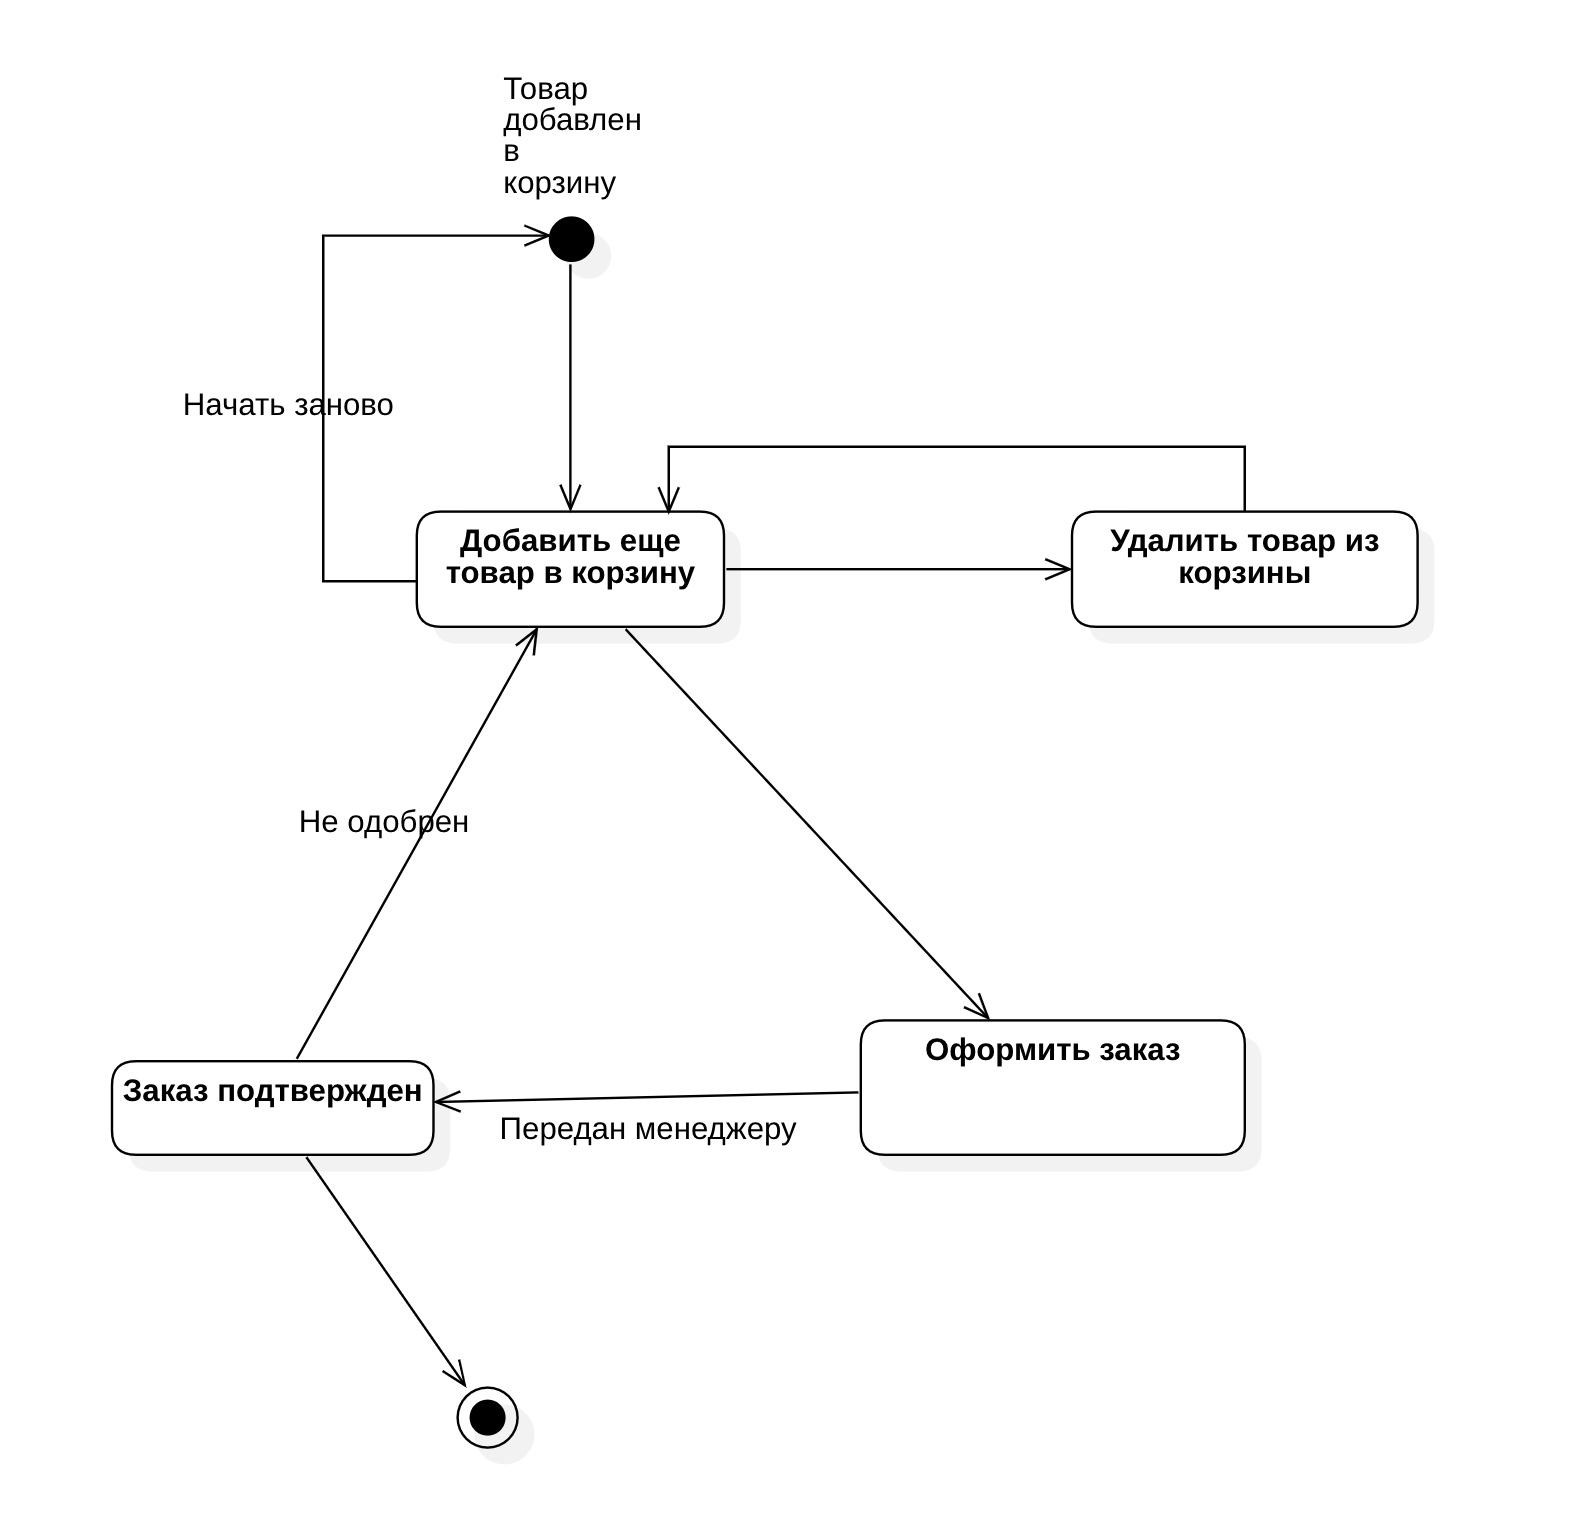 Товар
добавлен
в
корзину
Начать заново
Добавить еще
товар в корзину
Удалить товар из
корзины
Не одобрен
Оформить заказ
Заказ подтвержден
Передан менеджеру